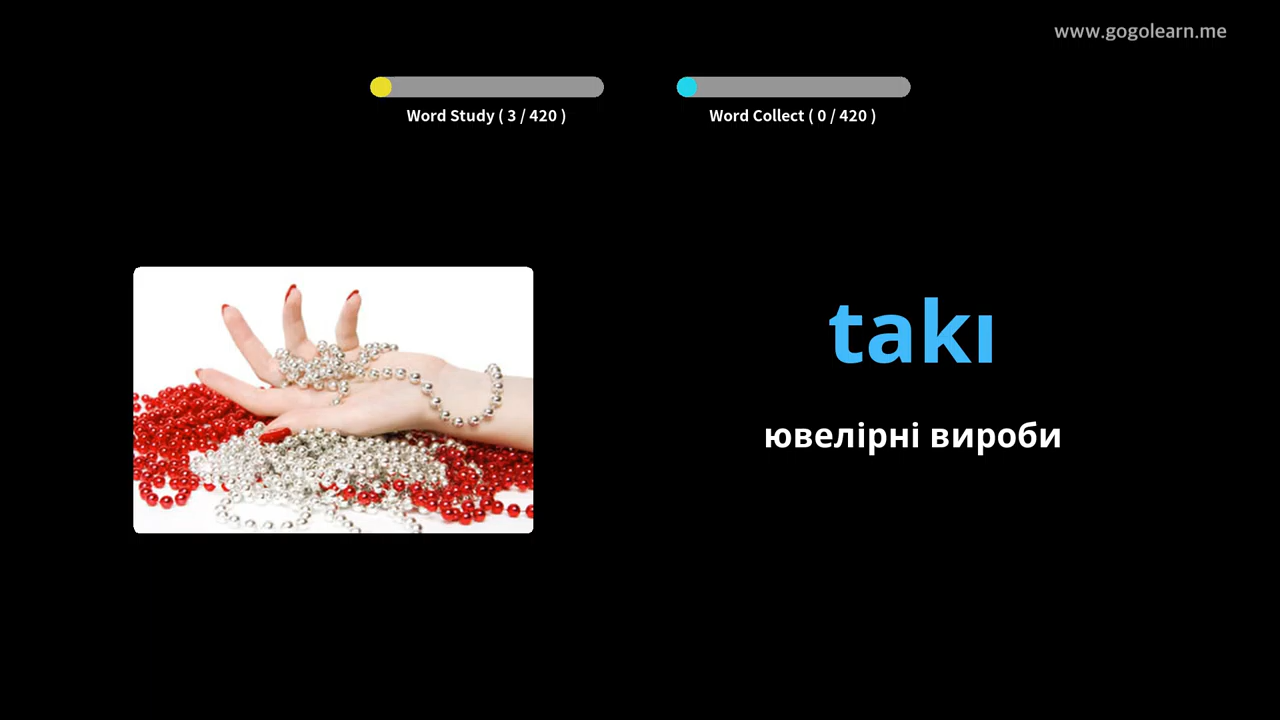 www.gogolearn.me
Word Study ( 3 / 420 )
Word Collect ( 0 / 420 )
takı
ювелірні вироби